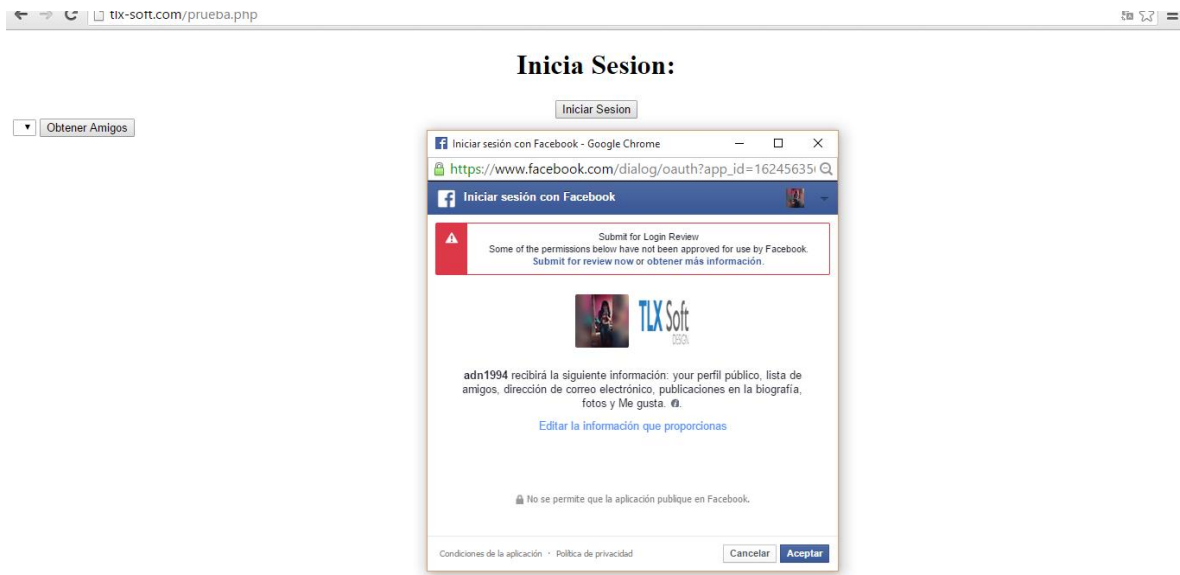 tlx-soft.com/prueba.php
Inicia Sesion:
Iniciar Sesion
Obtener Amigos
Iniciar sesión con Facebook - Google Chrome
https://www.facebook.com/dialog/oauth?app_id=16245635
Iniciar sesión con Facebook
Submit for Login Review
Some of the permissions below have not been approved for use by Facebook.
Submit for review now or obtener más información.
TLX Soft
DESIGN
adn1994 recibirá la siguiente información: your perfil público, lista de
amigos, dirección de correo electrónico, publicaciones en la biografía,
fotos y Me gusta.
Editar la información que proporcionas
No se permite que la aplicación publique en Facebook.
Condiciones de la aplicación · Política de privacidad
Cancelar
Aceptar